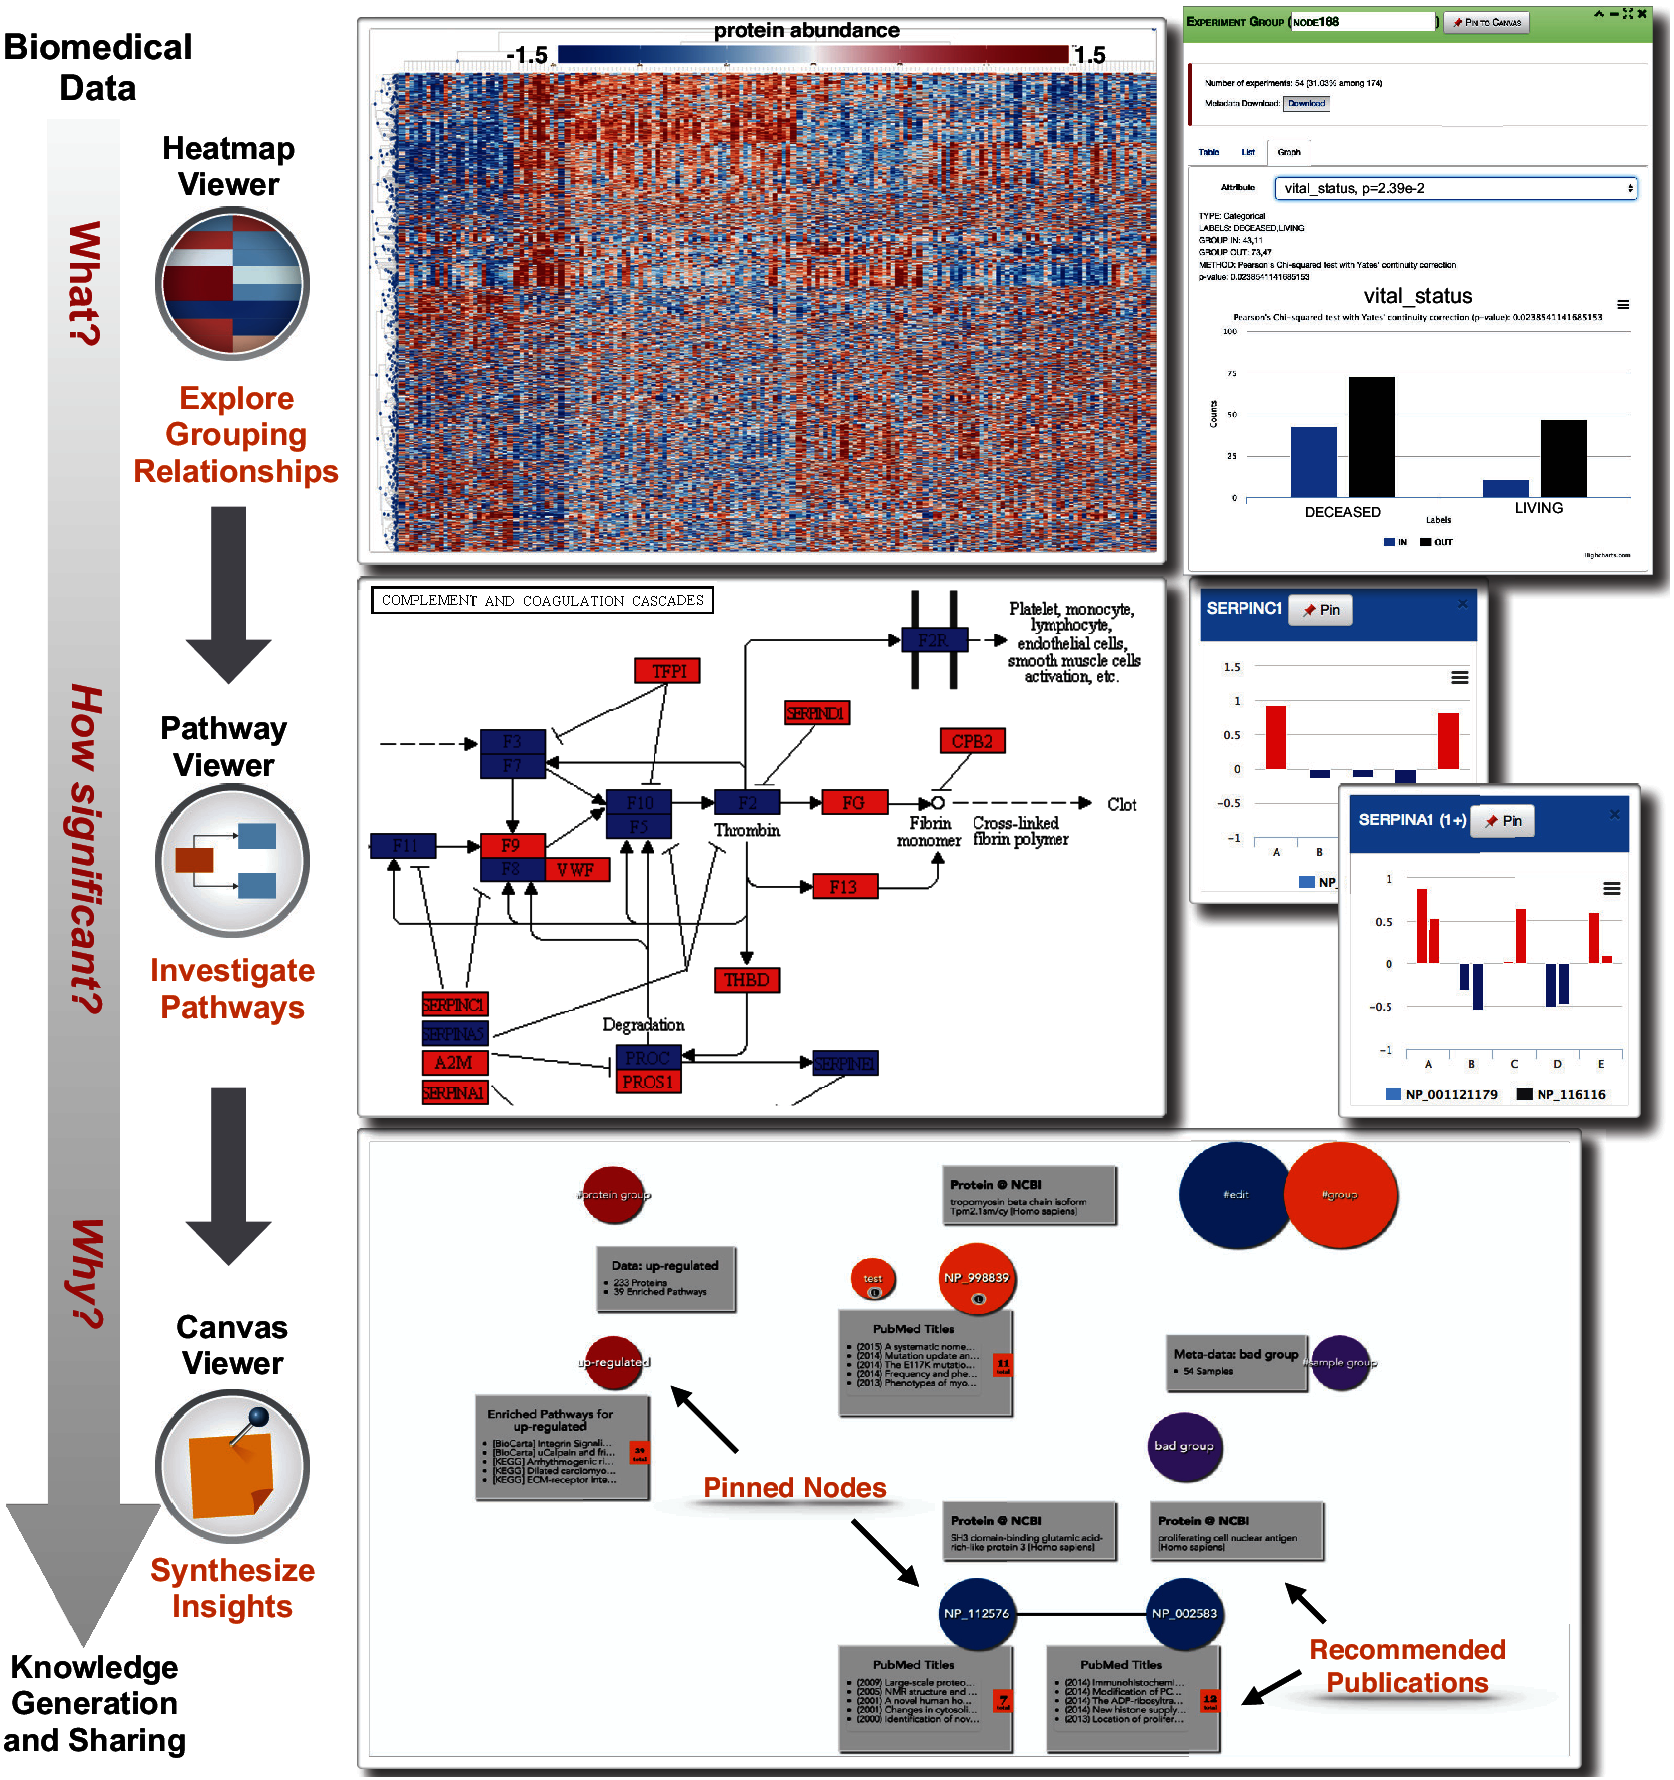 Biomedical
Data
What?
How significant?
Why?
Knowledge
Generation
and Sharing
Heatmap
Viewer
Explore
Grouping
Relationships
Pathway
Viewer
Investigate
Pathways
Canvas
Viewer
Synthesize
Insights
protein abundance
-1.5
1.5
EXPERIMENT GROUP (NODE168)
Pin to Canvas
Number of experiments: 54 (31.03% among 174)
Metadata Download: Download
Table
List
Graph
Attribute
vital_status, p=2.39e-2
TYPE: Categorical
LABELS: DECEASED,LIVING
GROUP IN: 43,11
GROUP OUT: 73,47
METHOD: Pearson's Chi-squared test with Yates' continuity correction
p-value: 0.0238541141685153
vital_status
Pearson's Chi-squared test with Yates' continuity correction (p-value): 0.0238541141685153
100
75
50
25
0
Counts
DECEASED
LIVING
Labels
IN
OUT
Highcharts.com
COMPLEMENT AND COAGULATION CASCADES
F2R
Platelet, monocyte,
lymphocyte,
endothelial cells,
smooth muscle cells
activation, etc.
TFPI
SERPIND1
CPB2
F3
F7
F10
F5
F2
Thrombin
FG
Fibrin
monomer
Cross-linked
fibrin polymer
Clot
F11
F9
F8
VWF
F13
THBD
SERPINC1
SERPINA5
A2M
SERPINA1
Degradation
PROC
PROS1
SERPINE1
SERPINC1
Pin
1.5
1
0.5
0
-0.5
-1
A
B
NP_
SERPINA1 (1+)
Pin
1
0.5
0
-0.5
-1
A
B
C
D
E
NP_001121179
NP_116116
#protein group
Data: up-regulated
233 Proteins
39 Enriched Pathways
up-regulated
Enriched Pathways for
up-regulated
[BioCarta] Integrin Signali...
[BioCarta] uCalpain and fri...
[KEGG] Arrhythmogenic ri...
[KEGG] Dilated cardiomyo...
[KEGG] ECM-receptor inte...
39
total
Protein @ NCBI
tropomyosin beta chain isoform
Tpm2.1sm/cy [Homo sapiens]
test
NP_998839
PubMed Titles
(2015) A systematic nome...
(2014) Mutation update an...
(2014) The E117K mutatio...
(2014) Frequency and phe...
(2013) Phenotypes of myo...
11
total
#edit
#group
Meta-data: bad group
54 Samples
#sample group
bad group
Pinned Nodes
Protein @ NCBI
SH3 domain-binding glutamic acid-
rich-like protein 3 [Homo sapiens]
Protein @ NCBI
proliferating cell nuclear antigen
[Homo sapiens]
NP_112576
NP_002583
PubMed Titles
(2009) Large-scale proteo...
(2005) NMR structure and ...
(2001) A novel human ho...
(2001) Changes in cytosoli...
(2000) Identification of nov...
7
total
PubMed Titles
(2014) Immunohistochemi...
(2014) Modification of PC...
(2014) The ADP-ribosyltra...
(2014) New histone supply...
(2013) Location of prolifer...
12
total
Recommended
Publications